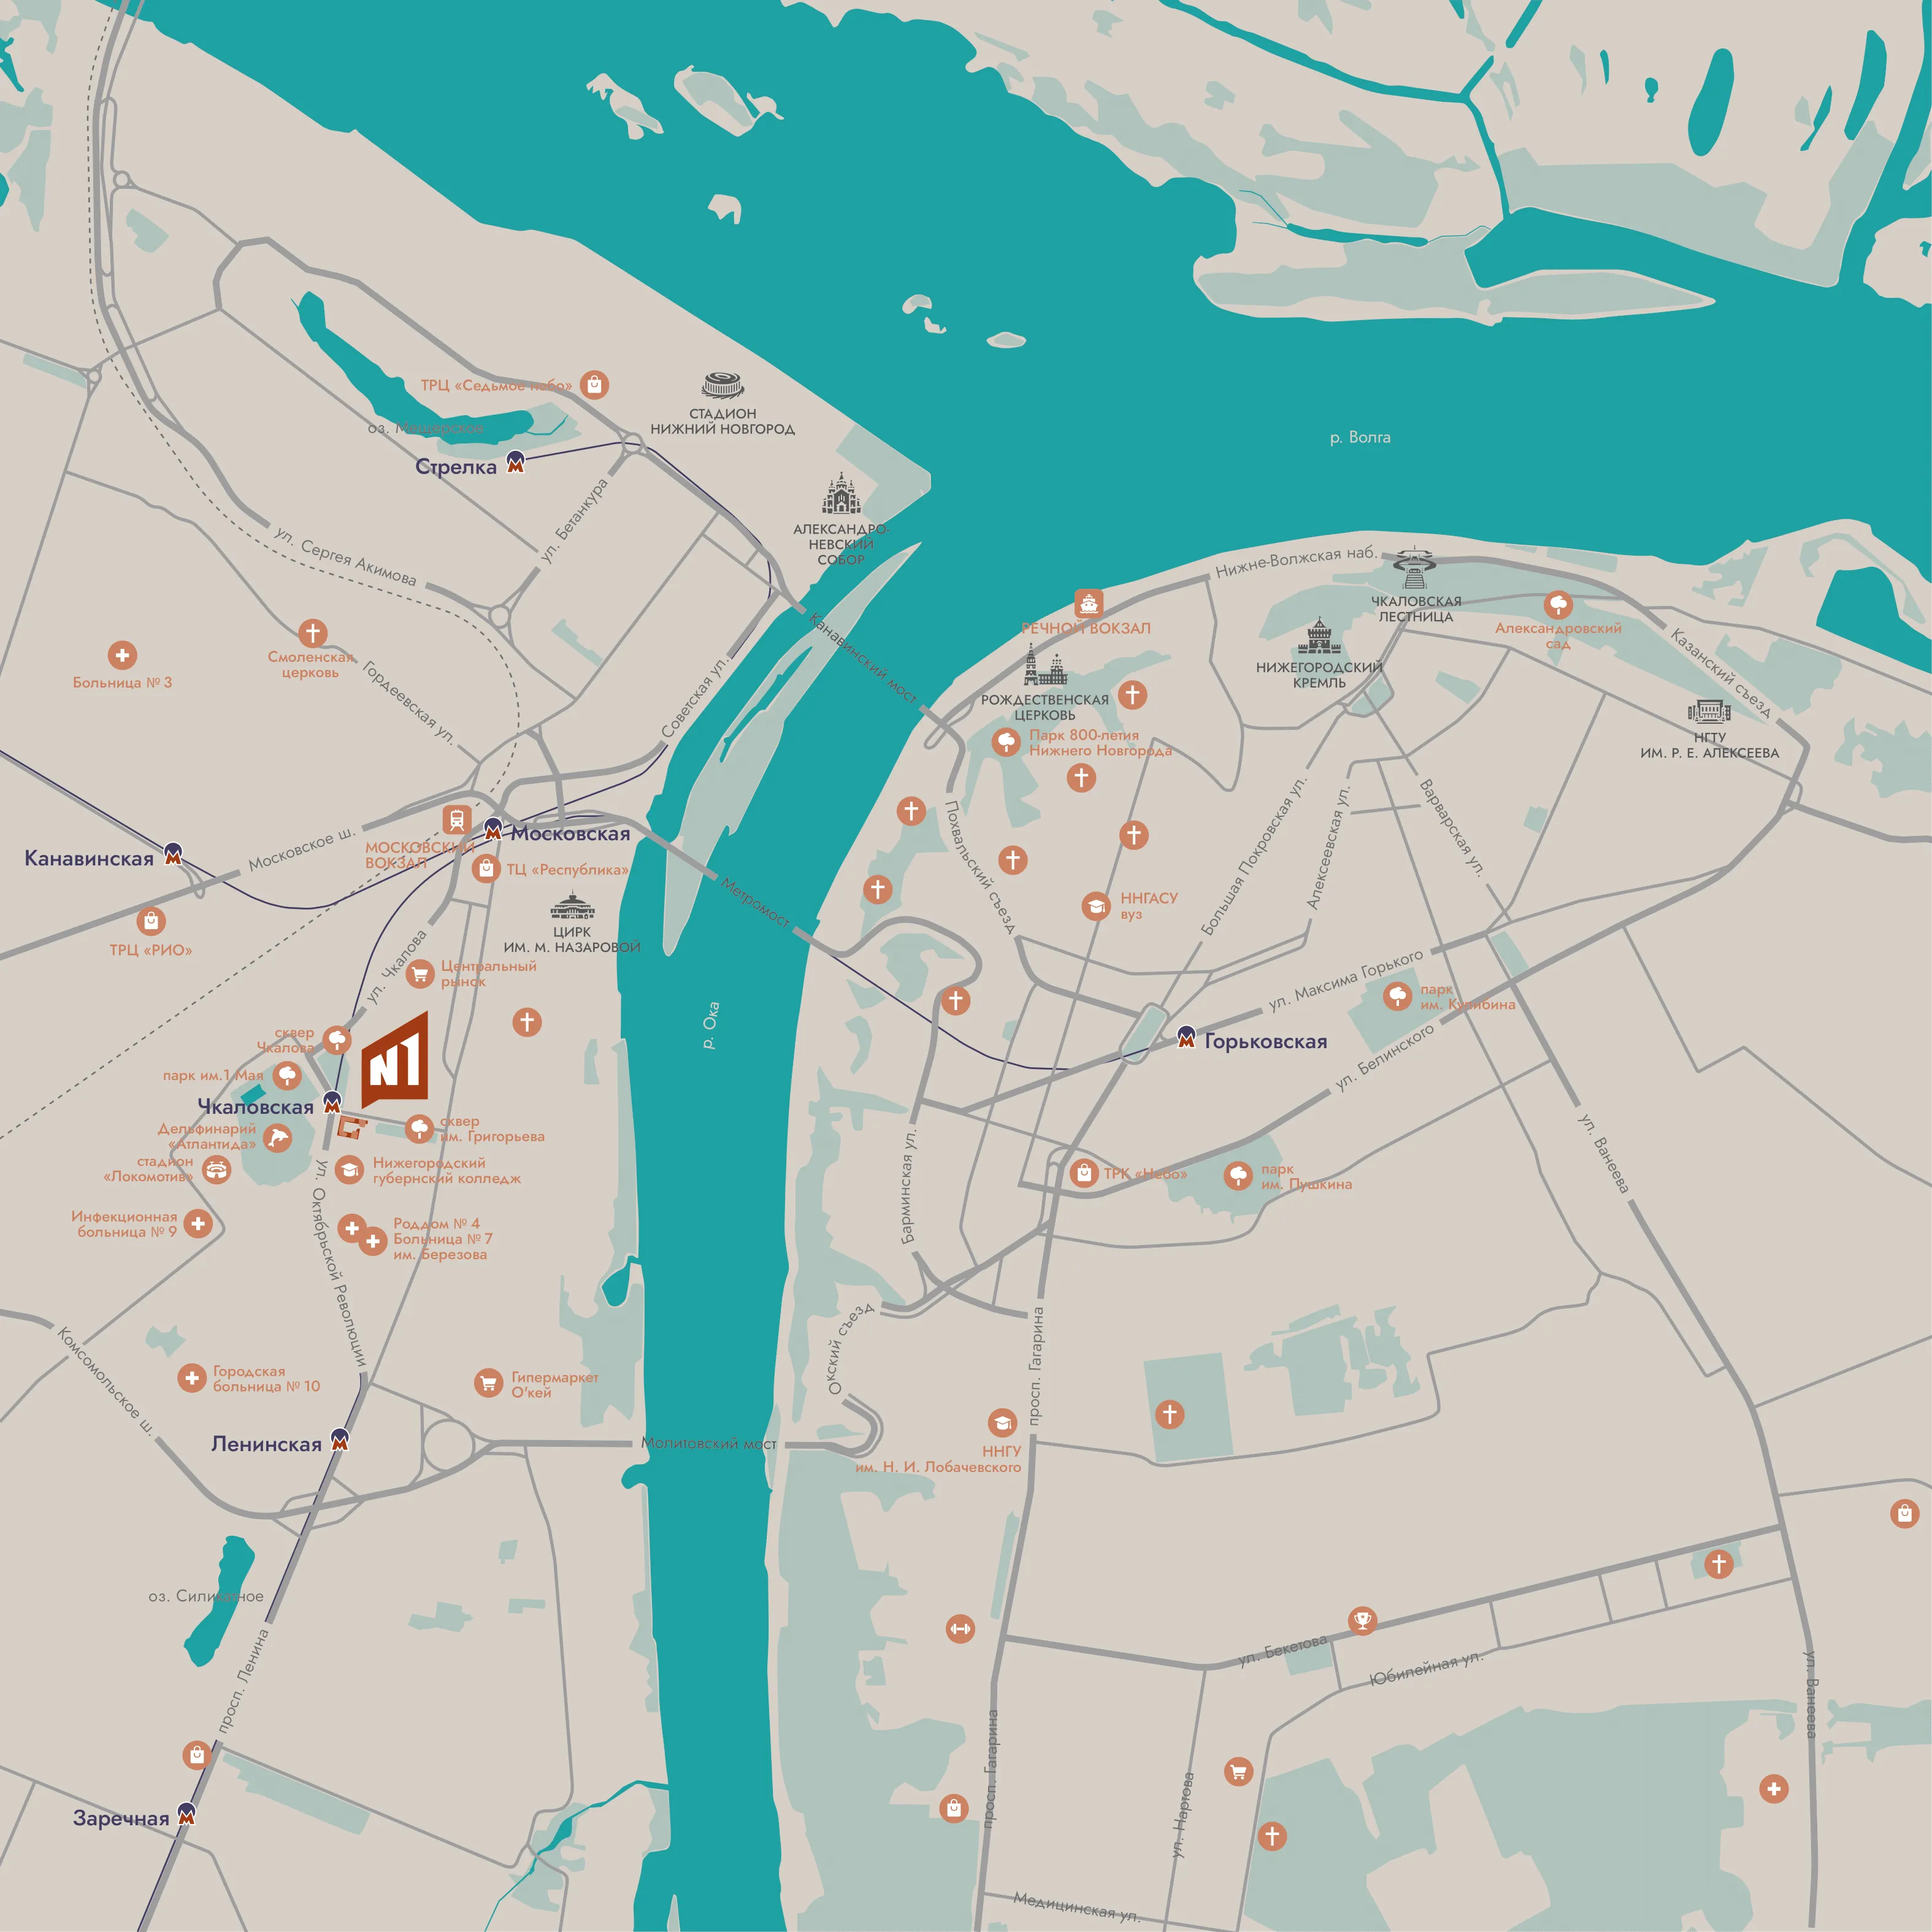 ТРЦ «Седьмое небо»
СТАДИОН
НИЖНИЙ НОВГОРОД
р. Волга
оз. Мещерское
Стрелка
АЛЕКСАНДРО-
НЕВСКИЙ
СОБОР
ул. Бетанкура
ул. Сергея Акимова
Нижне-Волжская наб.
ЧКАЛОВСКАЯ
ЛЕСТНИЦА
Александровский
сад
Казанский съезд
РЕЧНОЙ ВОКЗАЛ
Канавинский мост
НИЖЕГОРОДСКИЙ
КРЕМЛЬ
Смоленская
церковь
Больница № 3
Гордеевская ул.
Советская ул.
РОЖДЕСТВЕНСКАЯ
ЦЕРКОВЬ
Парк 800-летия
Нижнего Новгорода
НГТУ
ИМ. Р. Е. АЛЕКСЕЕВА
Московская
Канавинская
Московское ш.
МОСКОВСКИЙ
ВОКЗАЛ
ТЦ «Республика»
Метромост
Похвальный съезд
Большая Покровская ул.
Алексеевская ул.
Варварская ул.
ННГАСУ
вуз
ТРЦ «РИО»
ЦИРК
ИМ. М. НАЗАРОВОЙ
ул. Чкалова
Центральный
рынок
ул. Максима Горького
парк
им. Кулибина
р. Ока
сквер
Чкалова
N1
Горьковская
ул. Белинского
парк им.1 Мая
Чкаловская
Дельфинарий
«Атлантида»
сквер
им. Григорьева
стадион
«Локомотив»
Нижегородский
губернский колледж
ул. Октябрьской Революции
Барминская ул.
ТРК «Небо»
парк
им. Пушкина
ул. Ванеева
Инфекционная
больница № 9
Роддом № 4
Больница № 7
им. Березова
Комсомольское ш.
Окский съезд
просп. Гагарина
Городская
больница № 10
Гипермаркет
О'кей
Ленинская
Молитовский мост
ННГУ
им. Н. И. Лобачевского
оз. Силикатное
просп. Ленина
ул. Бекетова
Юбилейная ул.
ул. Ванеева
просп. Гагарина
ул. Нартова
Заречная
Медицинская ул.